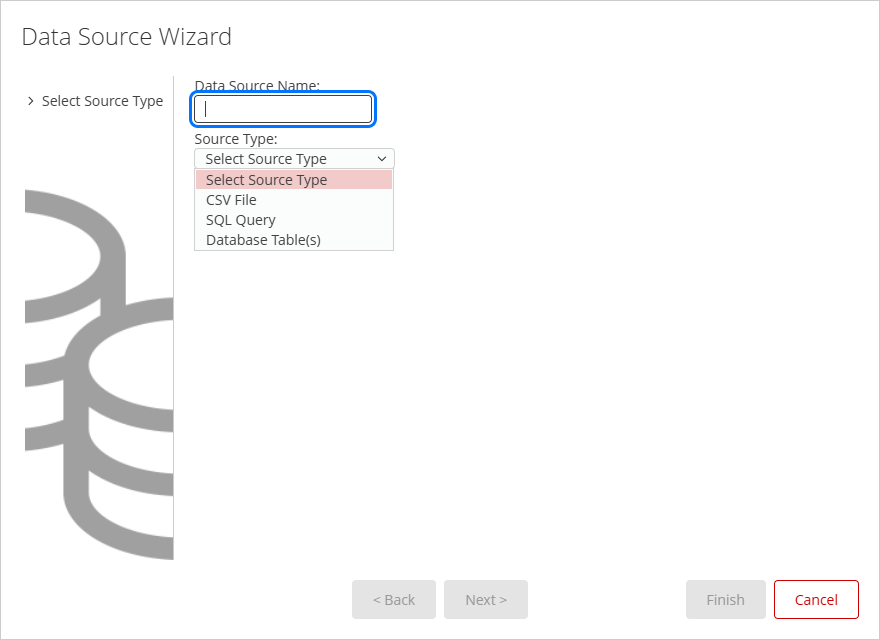 Data Source Wizard
> Select Source Type
Data Source Name:
Source Type:
Select Source Type
Select Source Type
CSV File
SQL Query
Database Table(s)
< Back
Next >
Finish
Cancel